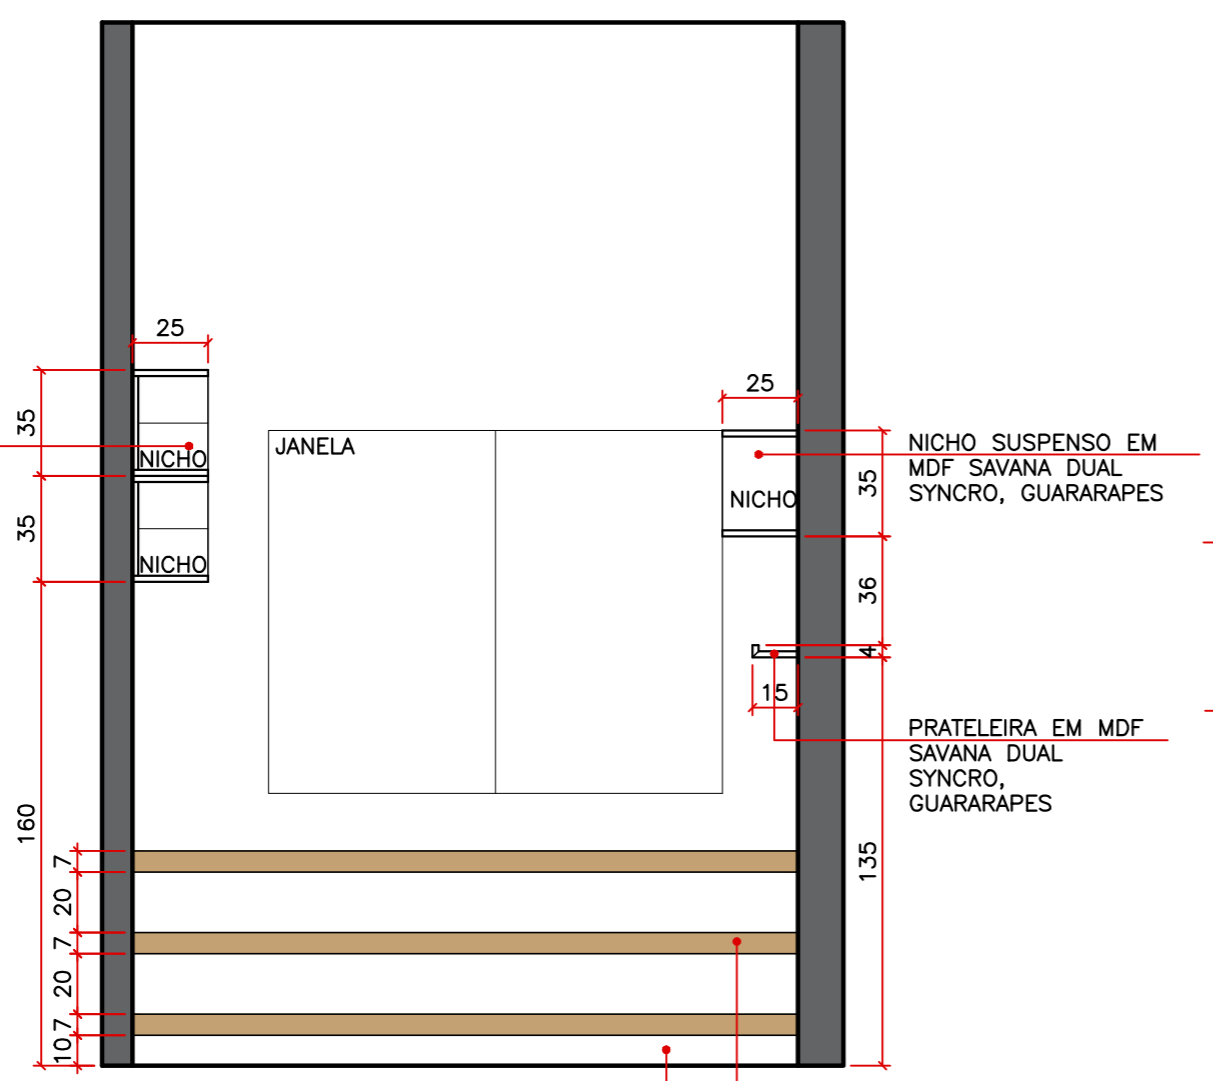 25
35
NICHO
35
NICHO
JANELA
25
NICHO
35
NICHO SUSPENSO EM
MDF SAVANA DUAL
SYNCRO, GUARARAPES
36
4
15
PRATELEIRA EM MDF
SAVANA DUAL
SYNCRO,
GUARARAPES
160
135
7
20
7
20
7
10